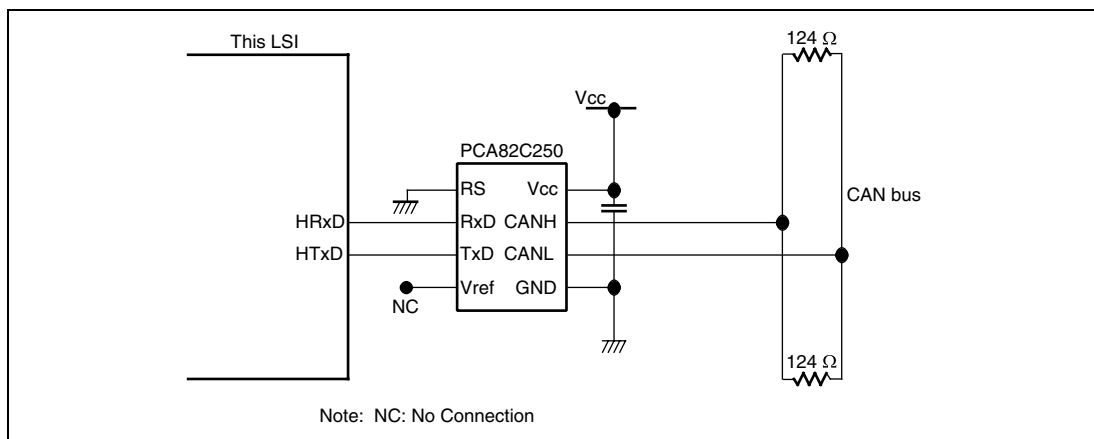 This LSI
124 Ω
Vcc
PCA82C250
RS
Vcc
CAN bus
HRxD
RxD
CANH
HTxD
TxD
CANL
Vref
GND
NC
124 Ω
Note: NC: No Connection